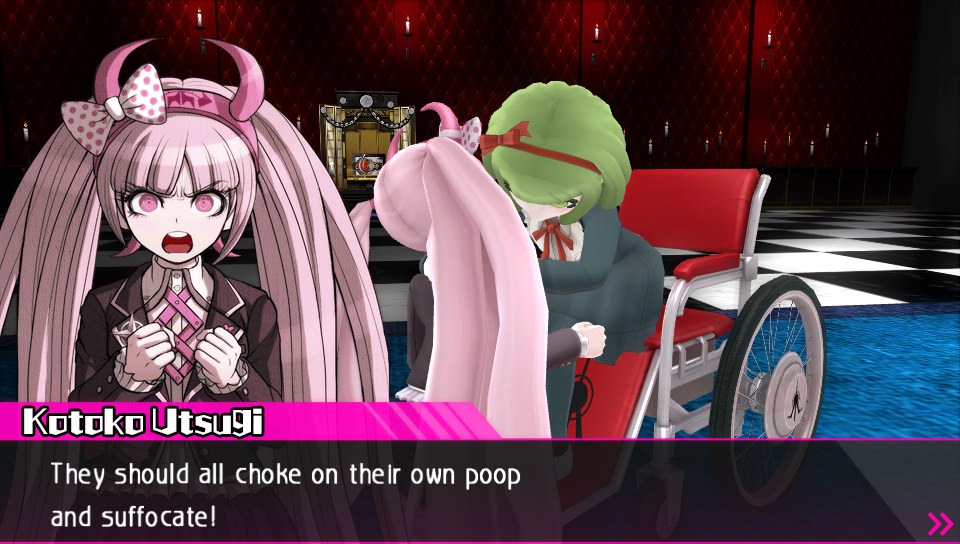 Kotoko Utsugi
They should all choke on their own poop
and suffocate!